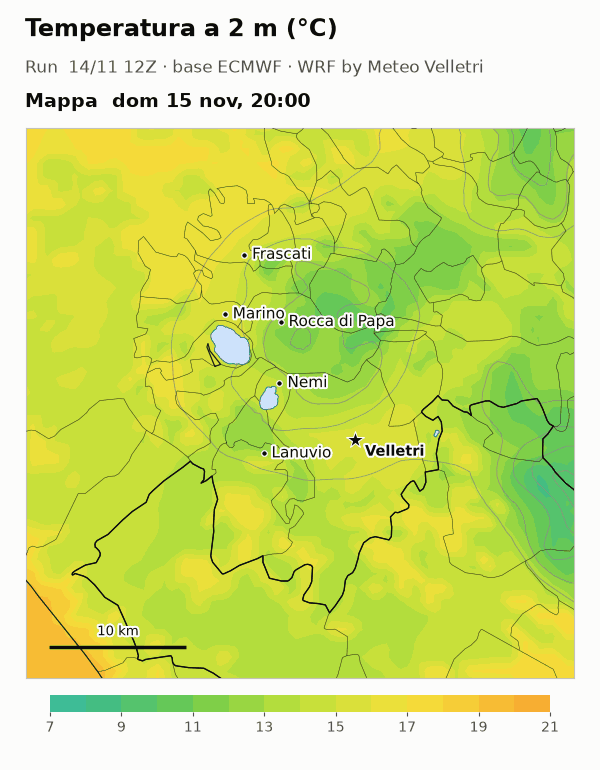 Temperatura a 2 m (°C)
Run  14/11 12Z · base ECMWF · WRF by Meteo Velletri
Mappa  dom 15 nov, 20:00
Frascati
Marino
Rocca di Papa
Nemi
Velletri
Lanuvio
10 km
7 9 11 13 15 17 19 21